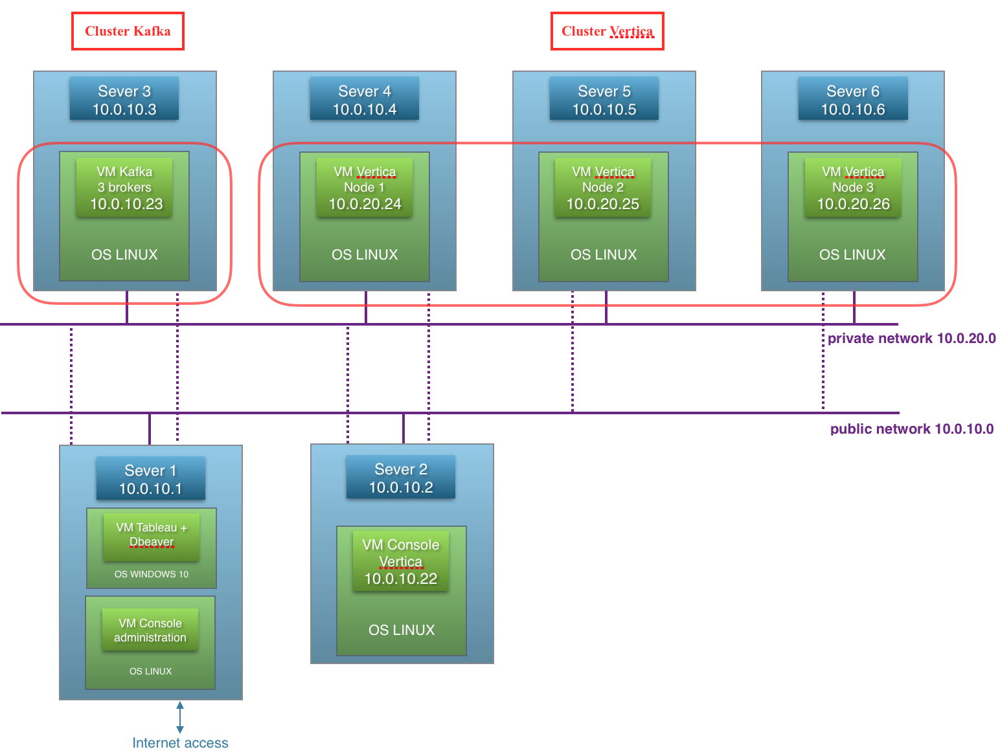 Cluster Kafka
Cluster Vertica
Sever 3
10.0.10.3
Sever 4
10.0.10.4
Sever 5
10.0.10.5
Sever 6
10.0.10.6
VM Kafka
3 brokers
10.0.10.23
OS LINUX
VM Vertica
Node 1
10.0.20.24
OS LINUX
VM Vertica
Node 2
10.0.20.25
OS LINUX
VM Vertica
Node 3
10.0.20.26
OS LINUX
private network 10.0.20.0
public network 10.0.10.0
Sever 1
10.0.10.1
VM Tableau +
Dbeaver
OS WINDOWS 10
VM Console
administration
OS LINUX
Sever 2
10.0.10.2
VM Console
Vertica
10.0.10.22
OS LINUX
Internet access